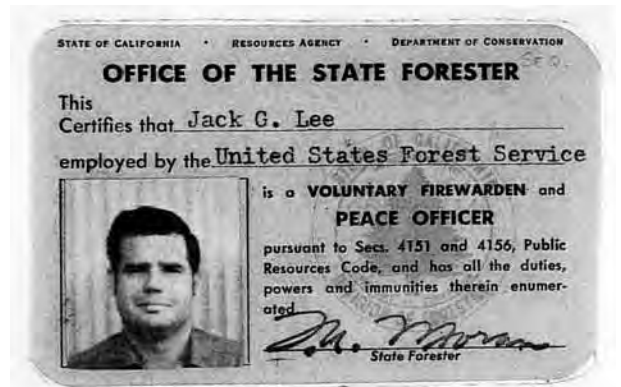 STATE OF CALIFORNIA · RESOURCES AGENCY · DEPARTMENT OF CONSERVATION
OFFICE OF THE STATE FORESTER
SEQ.
This
Certifies that Jack G. Lee
employed by the United States Forest Service
is a VOLUNTARY FIREWARDEN and
PEACE OFFICER
pursuant to Secs. 4151 and 4156, Public
Resources Code, and has all the duties,
powers and immunities therein enumer-
ated
Moran
State Forester